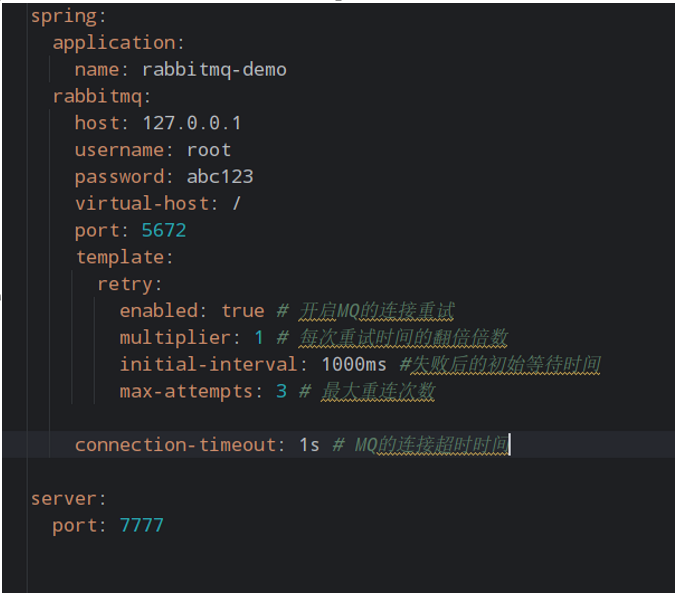 spring:
  application:
    name: rabbitmq-demo
  rabbitmq:
    host: 127.0.0.1
    username: root
    password: abc123
    virtual-host: /
    port: 5672
    template:
      retry:
        enabled: true # 开启MQ的连接重试
        multiplier: 1 # 每次重试时间的翻倍倍数
        initial-interval: 1000ms #失败后的初始等待时间
        max-attempts: 3 # 最大重连次数
    connection-timeout: 1s # MQ的连接超时时间
server:
  port: 7777